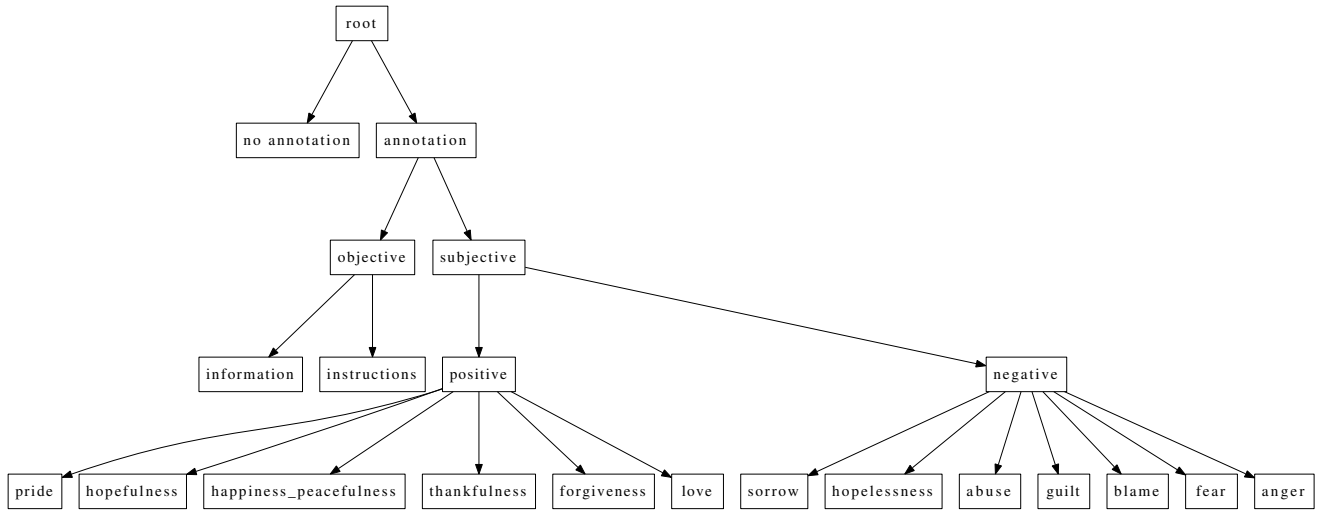 root
no annotation annotation
objective subjective
information instructions positive negative
pride hopefulness happiness_peacefulness thankfulness forgiveness love sorrow hopelessness abuse guilt blame fear anger